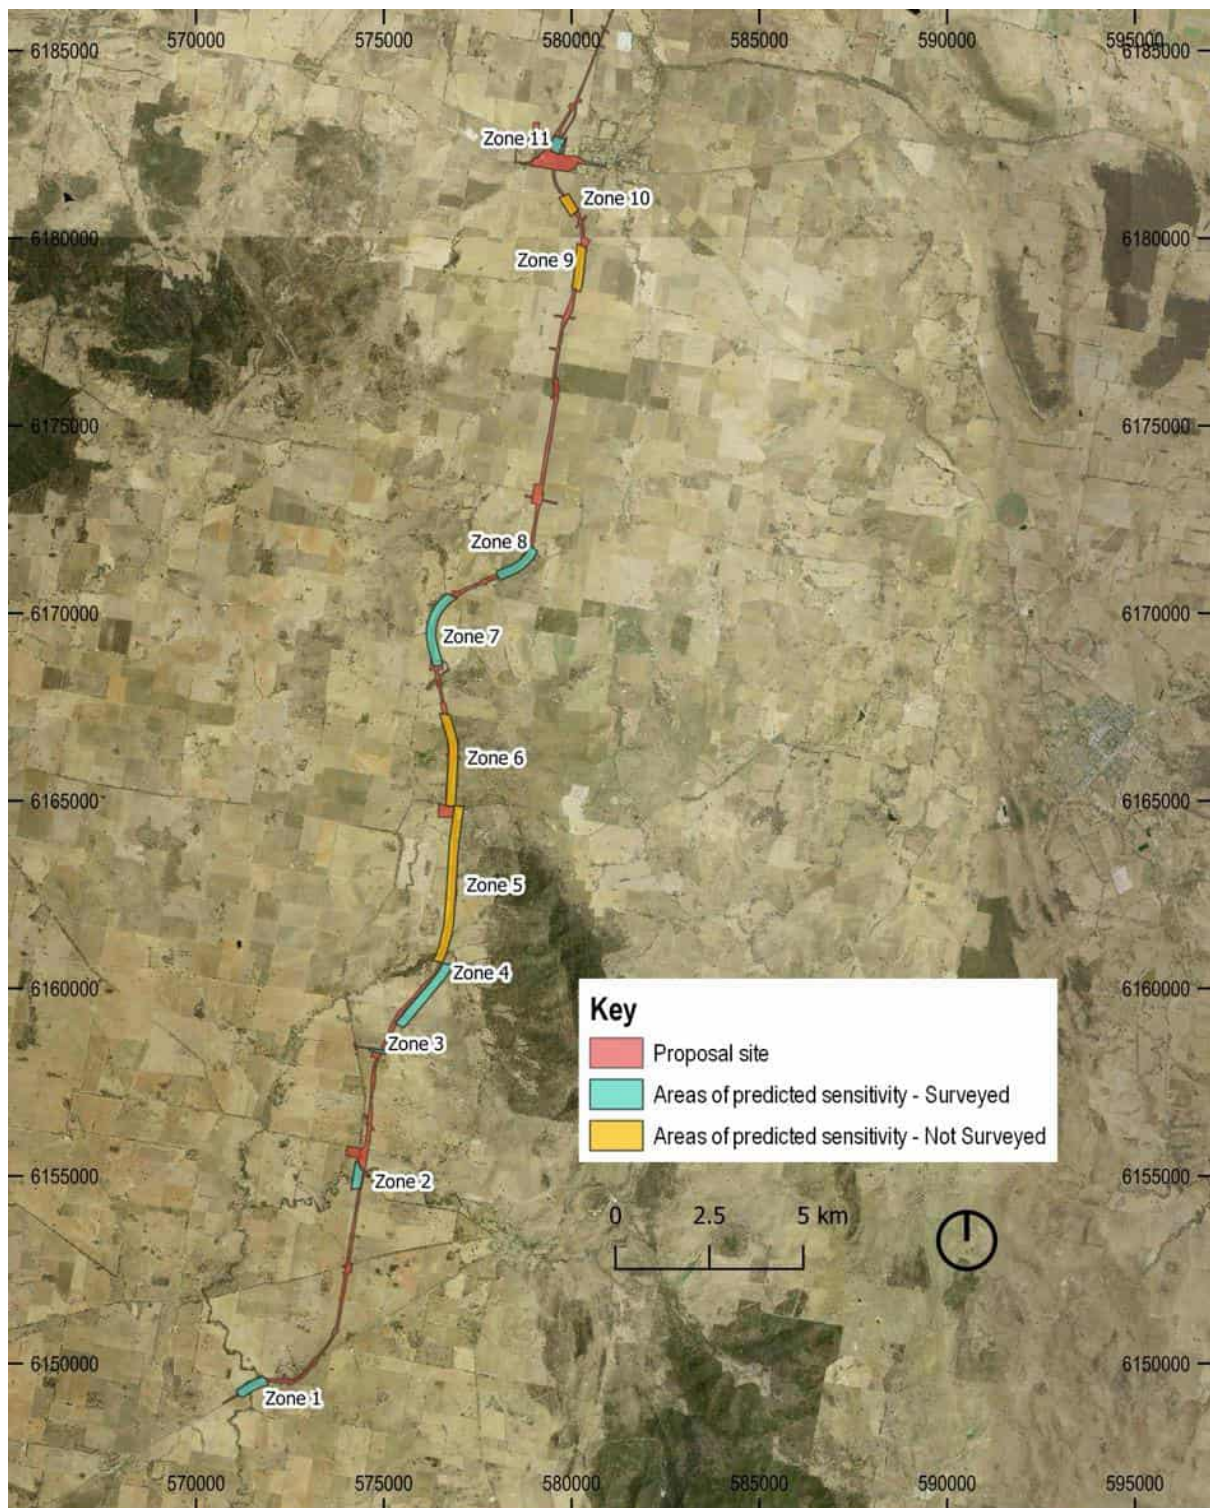 570000 575000 580000 585000 590000 595000
6185000 6185000
Zone 11
Zone 10
6180000 6180000
Zone 9
6175000 6175000
Zone 8
6170000 6170000
Zone 7
Zone 6
6165000 6165000
Zone 5
Zone 4
6160000 6160000
Key
Zone 3
Proposal site
Areas of predicted sensitivity - Surveyed
Areas of predicted sensitivity - Not Surveyed
6155000 6155000
Zone 2
0 2.5 5 km
6150000 6150000
Zone 1
570000 575000 580000 585000 590000 595000